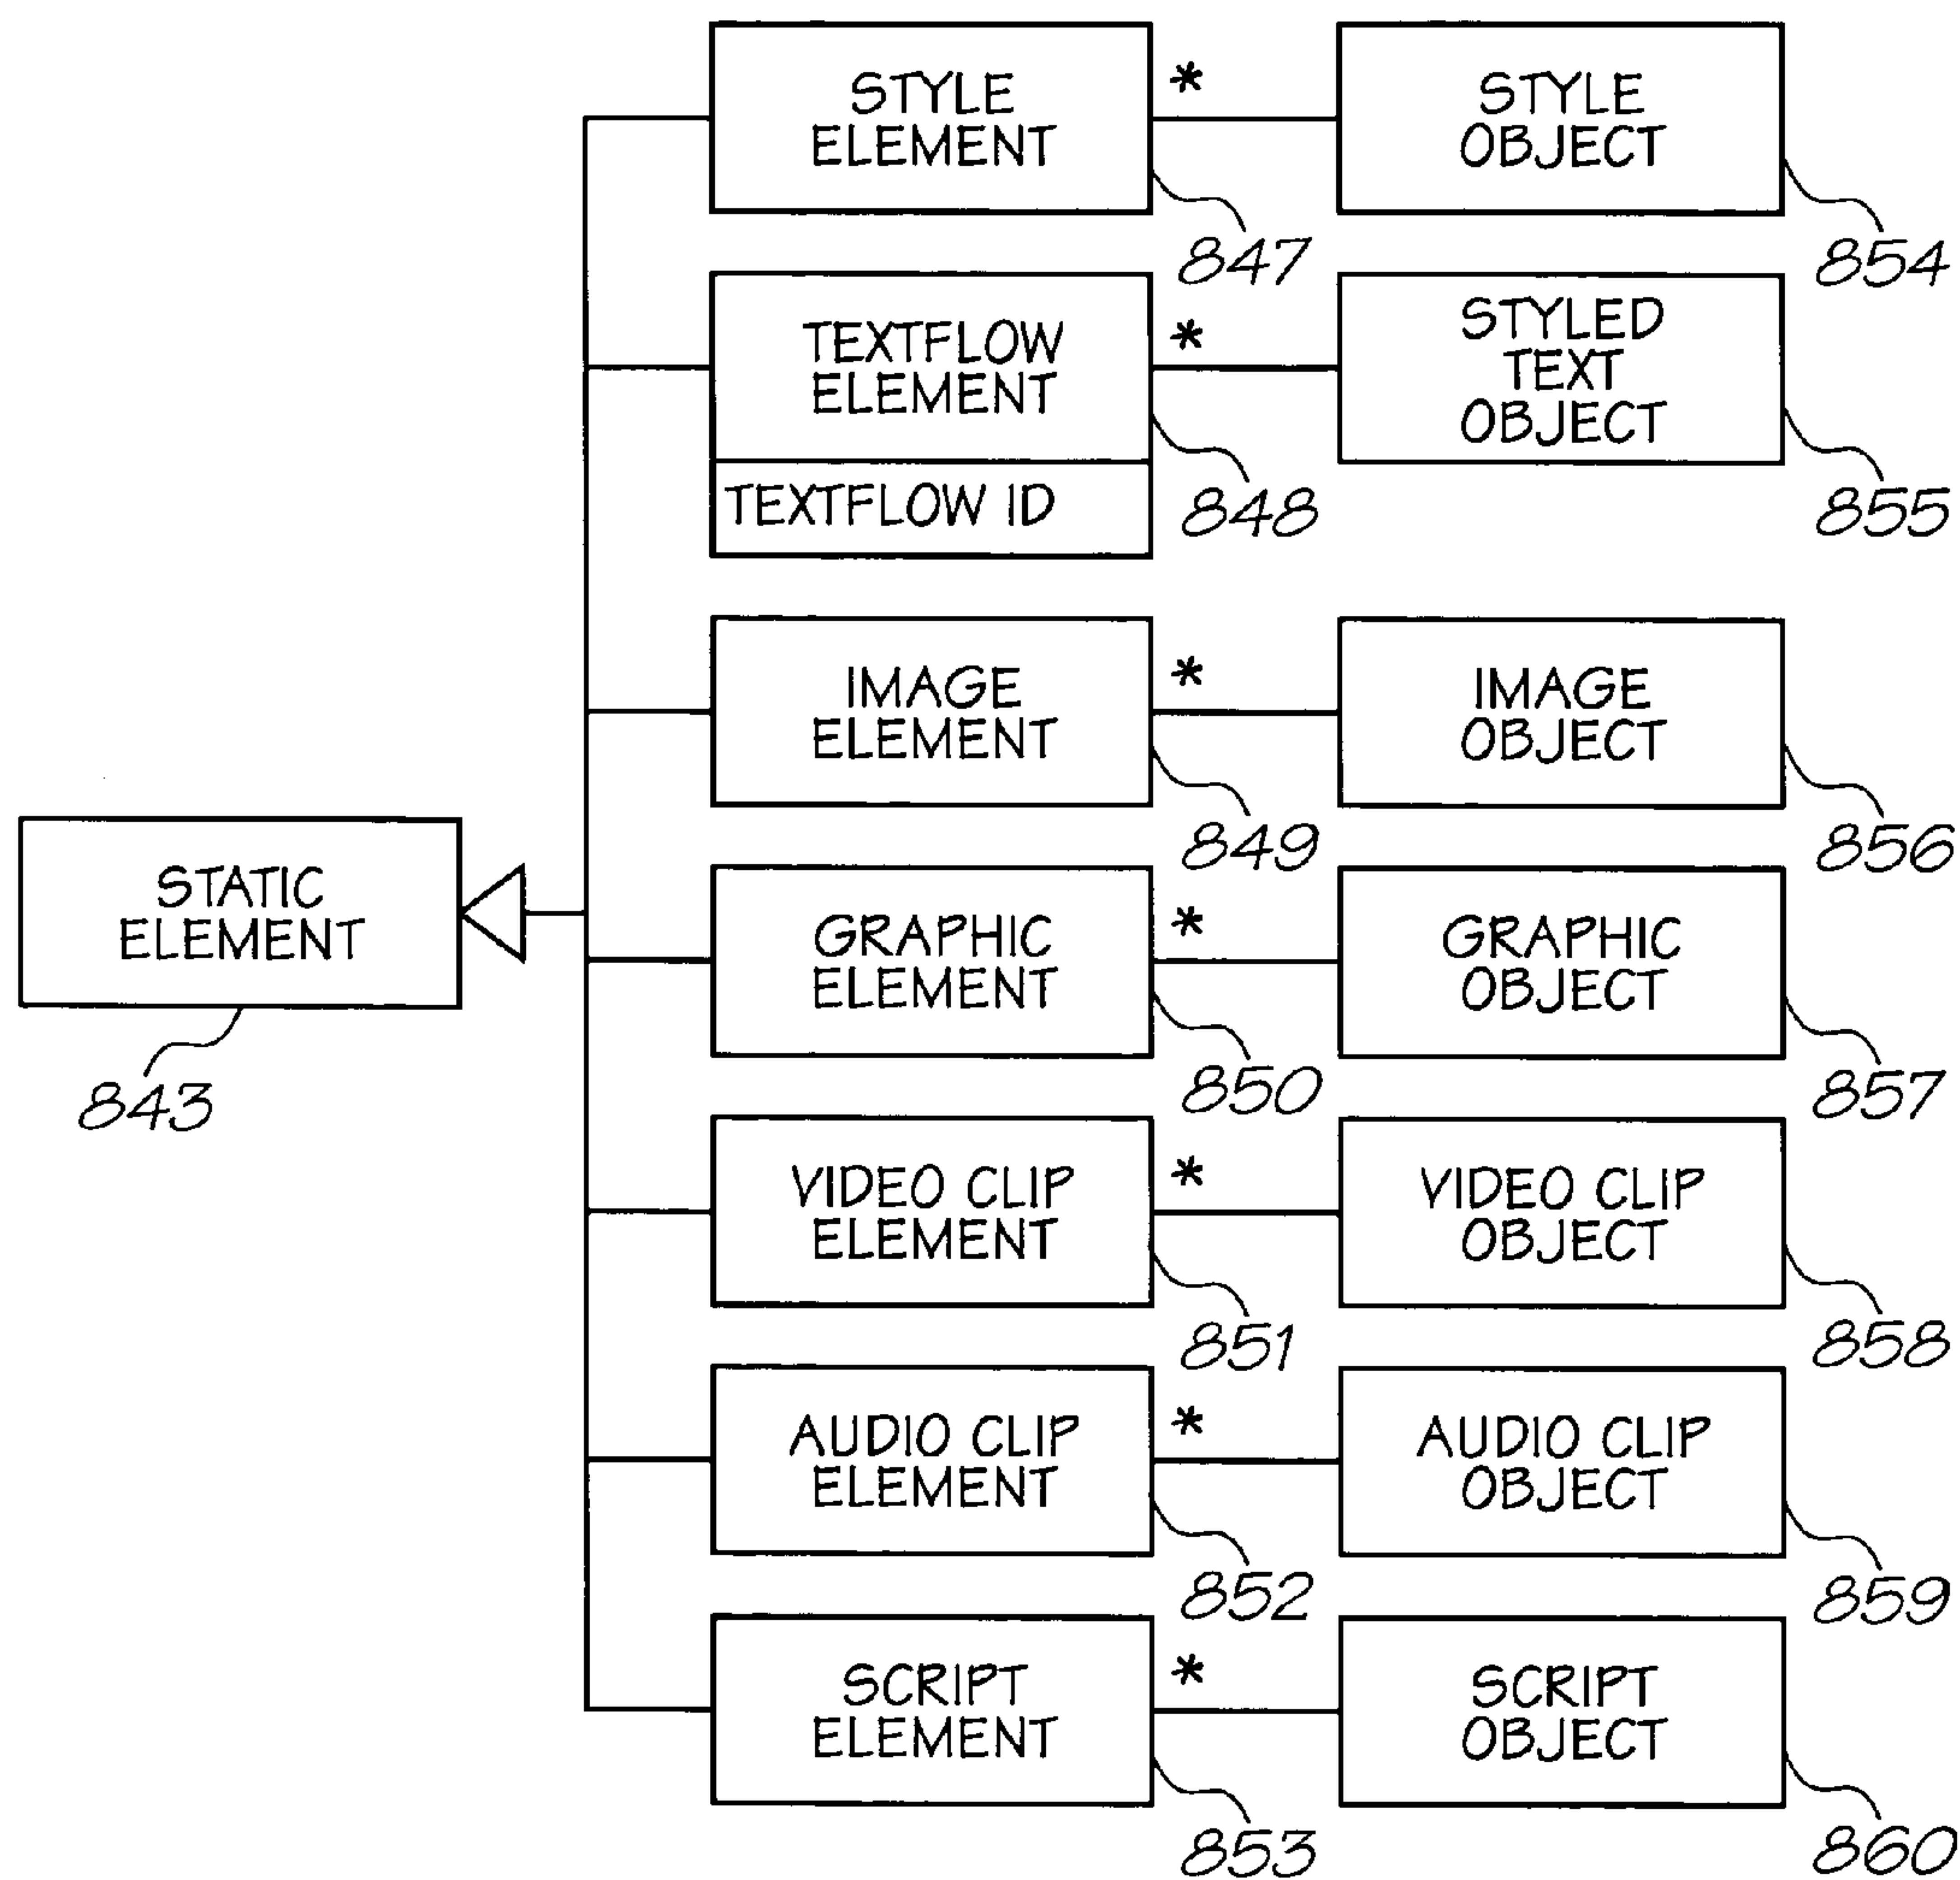 STYLE
ELEMENT
*
STYLE
OBJECT
847
854
TEXTFLOW
ELEMENT
TEXTFLOW ID
*
STYLED
TEXT
OBJECT
848
855
IMAGE
ELEMENT
*
IMAGE
OBJECT
849
856
STATIC
ELEMENT
843
GRAPHIC
ELEMENT
*
GRAPHIC
OBJECT
850
857
VIDEO CLIP
ELEMENT
*
VIDEO CLIP
OBJECT
851
858
AUDIO CLIP
ELEMENT
*
AUDIO CLIP
OBJECT
852
859
SCRIPT
ELEMENT
*
SCRIPT
OBJECT
853
860